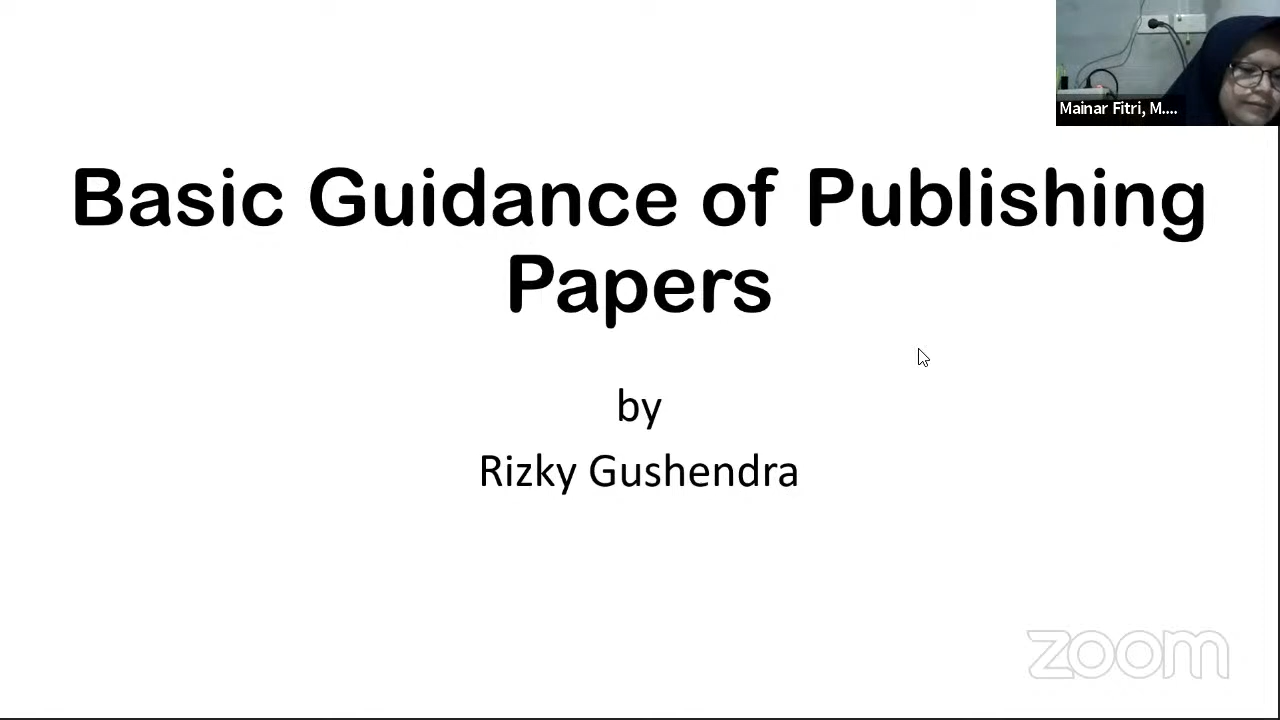 Mainar Fitri, M....
Basic Guidance of Publishing
Papers
by
Rizky Gushendra
zoom